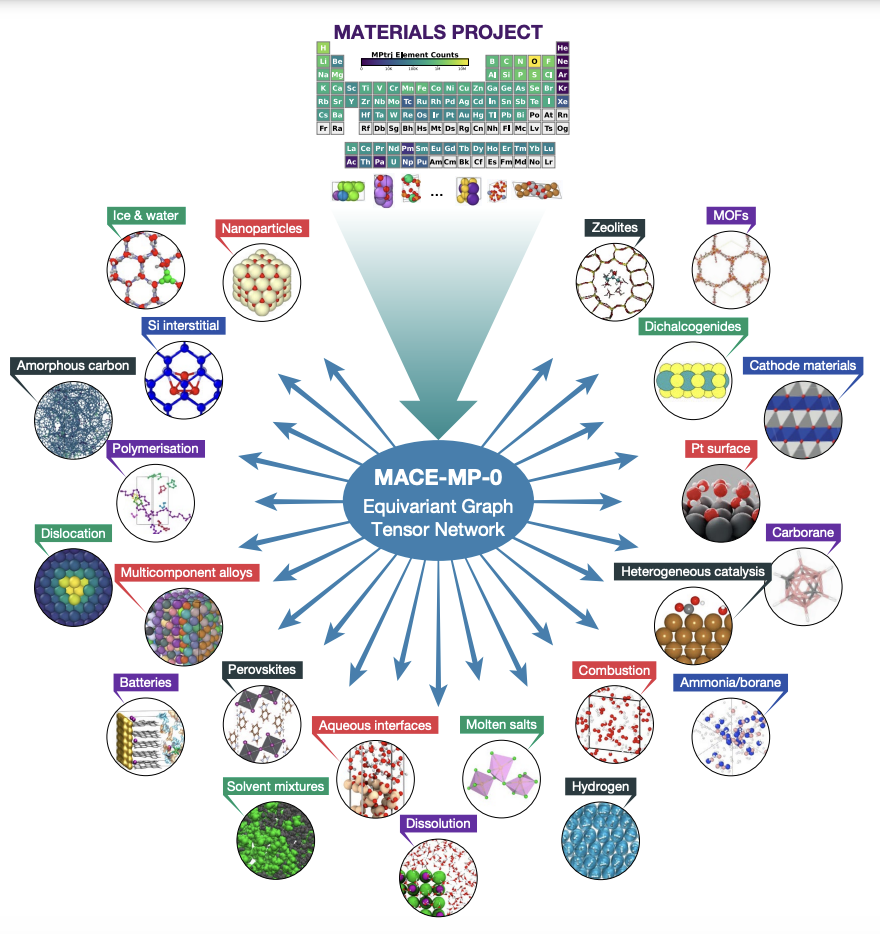 MATERIALS PROJECT
H He
MPtrj Element Counts
Li Be B C N O F Ne
0 10K 100K 1M 10M
Na Mg Al Si P S Cl Ar
K Ca Sc Ti V Cr Mn Fe Co Ni Cu Zn Ga Ge As Se Br Kr
Rb Sr Y Zr Nb Mo Tc Ru Rh Pd Ag Cd In Sn Sb Te I Xe
Cs Ba Hf Ta W Re Os Ir Pt Au Hg Tl Pb Bi Po At Rn
Fr Ra Rf Db Sg Bh Hs Mt Ds Rg Cn Nh Fl Mc Lv Ts Og
La Ce Pr Nd Pm Sm Eu Gd Tb Dy Ho Er Tm Yb Lu
Ac Th Pa U Np Pu Am Cm Bk Cf Es Fm Md No Lr
...
Ice & water
Nanoparticles
Zeolites
MOFs
Si interstitial
Dichalcogenides
Amorphous carbon
Cathode materials
Polymerisation
Pt surface
MACE-MP-0
Equivariant Graph
Tensor Network
Dislocation
Carborane
Multicomponent alloys
Heterogeneous catalysis
Batteries
Perovskites
Combustion
Ammonia/borane
Aqueous interfaces
Molten salts
Solvent mixtures
Hydrogen
Dissolution